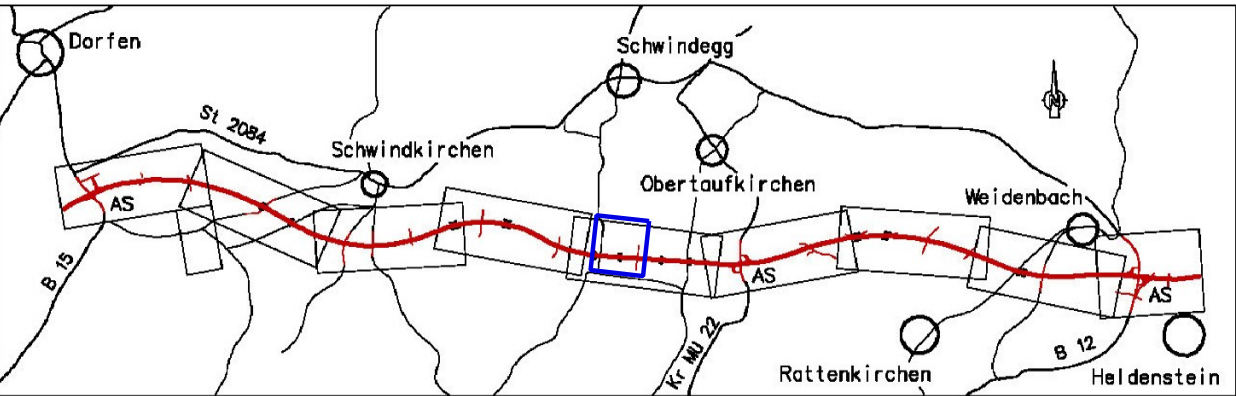 Dorfen
Schwindegg
St 2084
Schwindkirchen
Obertaufkirchen
Weidenbach
N
AS
B 15
AS
AS
Kr MÜ 22
B 12
Rattenkirchen
Heldenstein